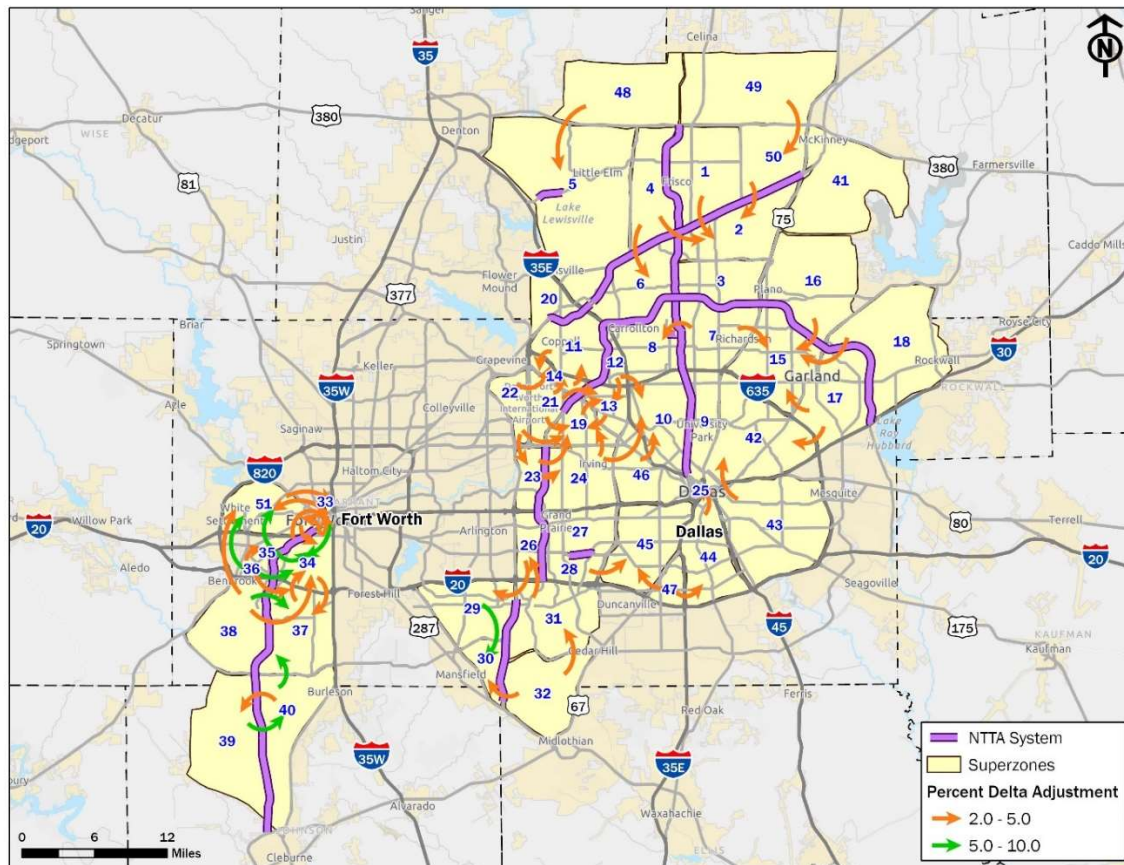 Sanger
Celina
N
35
48
49
Decatur
380
Denton
McKinney
WISE
Bridgeport
50
380
Farmersville
Little Elm
1
5
4
Frisco
41
81
Lake
Lewisville
75
2
Justin
35E
Caddo Mills
Flower
Mound
377
6
3
Plano
16
20
Briar
Carrollton
Royse City
Springtown
Coppell
11
8
7
Richardson
18
30
Keller
Grapevine
12
15
Rockwall
35W
14
Garland
ROCKWALL
22
635
Azle
Colleyville
21
13
17
International
Airport
19
10
9
University
Park
42
Lake
Ray
Hubbard
Saginaw
820
Haltom City
Irving
23
24
46
51
33
25
Dallas
Mesquite
20
Willow Park
White
Settlement
Fort Worth
Arlington
Grand
Prairie
Dallas
80
Terrell
35
34
26
27
45
43
20
36
Aledo
Benbrook
28
44
Forest Hill
20
Duncanville
47
Seagoville
29
31
287
45
175
KAUFMAN
Kaufman
38
37
30
Cedar Hill
Mansfield
Burleson
32
67
Ferris
40
Red Oak
39
Midlothian
35W
35E
Waxahachie
Alvarado
JOHNSON
Cleburne
ELLIS
0 6 12
Miles
NTTA System
Superzones
Percent Delta Adjustment
2.0 - 5.0
5.0 - 10.0